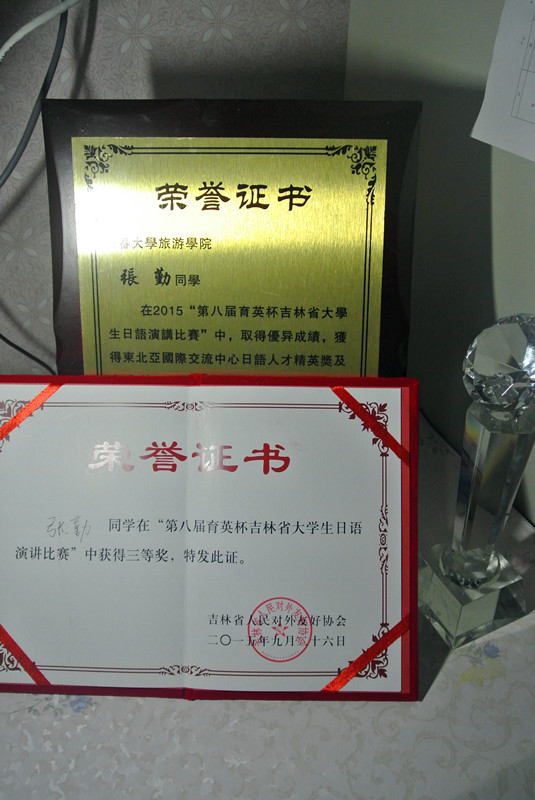 荣誉证书
春大學旅游學院
張勤同學
在2015“第八届育英杯吉林省大學
生日語演講比賽”中，取得優异成績，獲
得東北亞國際交流中心日語人才精英獎及
荣誉证书
张勤 同学在“第八届育英杯吉林省大学生日语
演讲比赛”中获得三等奖，特发此证。
吉林省人民对外友好协会
二〇一五年九月二十六日